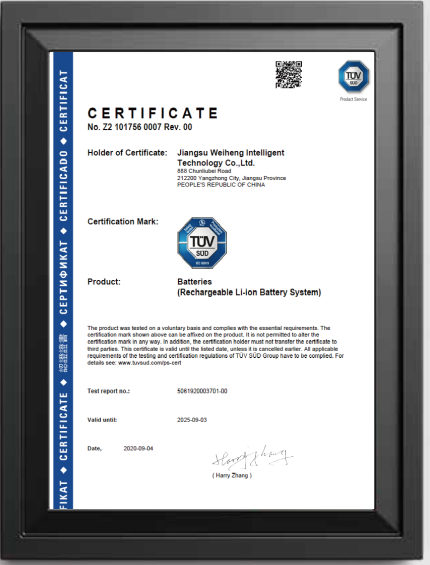 TÜV
SÜD
Product Service
CERTIFICATE
No. Z2 101756 0007 Rev. 00
Holder of Certificate: Jiangsu Weiheng Intelligent
Technology Co.,Ltd.
888 Chunliubei Road
212200 Yangzhong City, Jiangsu Province
PEOPLE'S REPUBLIC OF CHINA
Certification Mark:
TÜV
SÜD
Product: Batteries
(Rechargeable Li-Ion Battery System)
The product was tested on a voluntary basis and complies with the essential requirements. The
certification mark shown above can be affixed on the product. It is not permitted to alter the
certification mark in any way. In addition, the certification holder must not transfer the certificate to
third parties. This certificate is valid until the listed date, unless it is cancelled earlier. All applicable
requirements of the testing and certification regulations of TÜV SÜD Group have to be complied. For
details see: www.tuvsud.com/ps-cert
Test report no.: 5061920003701-00
Valid until: 2025-09-03
Date, 2020-09-04
( Harry Zhang )
FIKAT ◆ CERTIFICATE ◆ 認證證書 ◆ СЕРТИФИКАТ ◆ CERTIFICADO ◆ CERTIFICAT